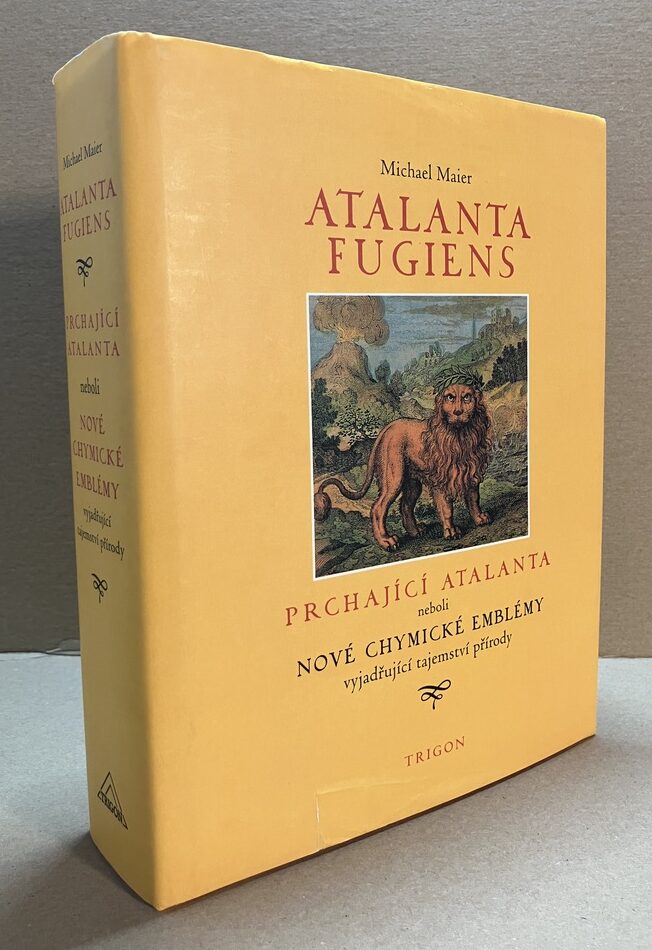 Michael Maier
ATALANTA
FUGIENS
PRCHAJÍCÍ
ATALANTA
neboli
NOVÉ
CHYMICKÉ
EMBLÉMY
vyjadřující
tajemství přírody
TRIGON
Michael Maier
ATALANTA
FUGIENS
PRCHAJÍCÍ ATALANTA
neboli
NOVÉ CHYMICKÉ EMBLÉMY
vyjadřující tajemství přírody
TRIGON